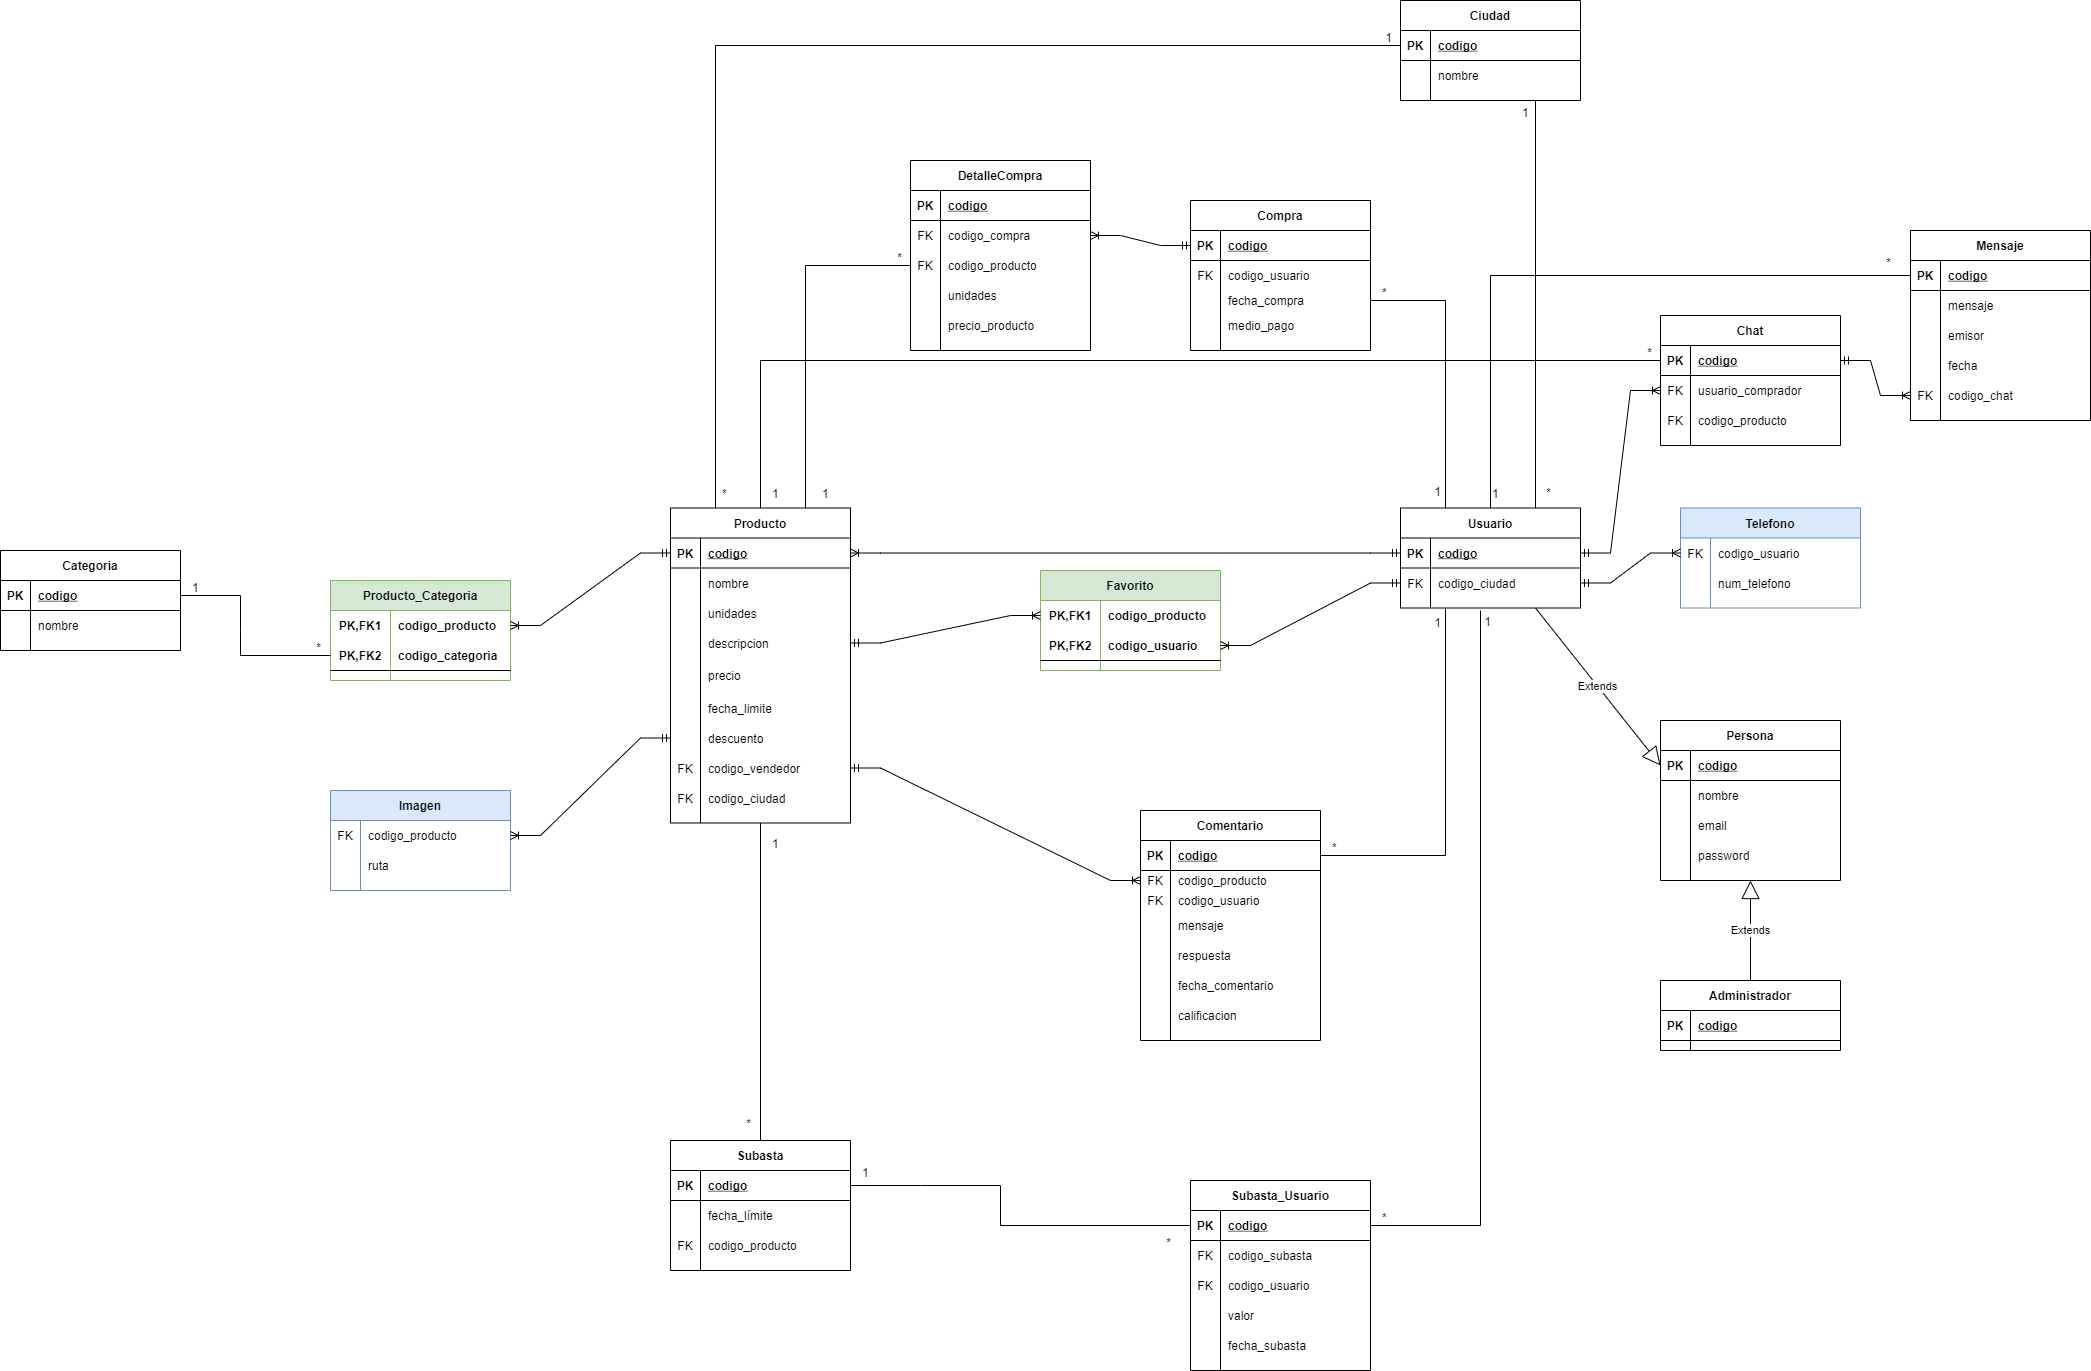 Ciudad
PK codigo
nombre
1
1
DetalleCompra
PK codigo
FK codigo_compra
FK codigo_producto
unidades
precio_producto
*
Compra
PK codigo
FK codigo_usuario
fecha_compra
medio_pago
*
Mensaje
PK codigo
mensaje
emisor
fecha
FK codigo_chat
*
Chat
PK codigo
FK usuario_comprador
FK codigo_producto
*
* 1 1
1 1 *
Producto
PK codigo
nombre
unidades
descripcion
precio
fecha_limite
descuento
FK codigo_vendedor
FK codigo_ciudad
1
Usuario
PK codigo
FK codigo_ciudad
1 1
Telefono
FK codigo_usuario
num_telefono
Categoria
PK codigo
nombre
1
Producto_Categoria
PK,FK1 codigo_producto
PK,FK2 codigo_categoria
*
Favorito
PK,FK1 codigo_producto
PK,FK2 codigo_usuario
Extends
Persona
PK codigo
nombre
email
password
Extends
Imagen
FK codigo_producto
ruta
Comentario
PK codigo
FK codigo_producto
FK codigo_usuario
mensaje
respuesta
fecha_comentario
calificacion
*
Administrador
PK codigo
*
Subasta
PK codigo
fecha_límite
FK codigo_producto
1
Subasta_Usuario
PK codigo
FK codigo_subasta
FK codigo_usuario
valor
fecha_subasta
*
*